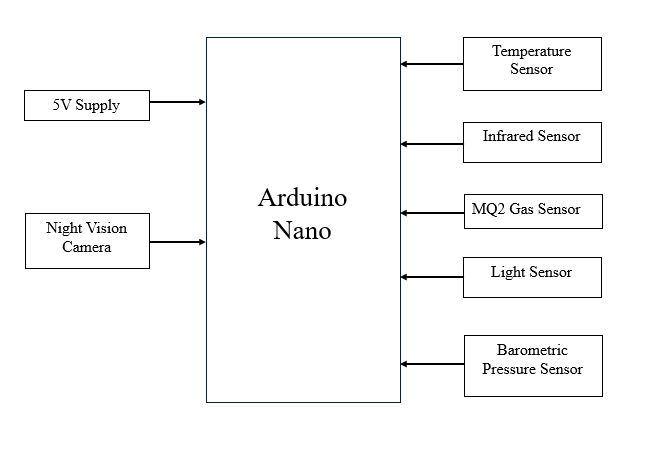 Temperature
Sensor
5V Supply
Infrared Sensor
Arduino
Nano
MQ2 Gas Sensor
Night Vision
Camera
Light Sensor
Barometric
Pressure Sensor